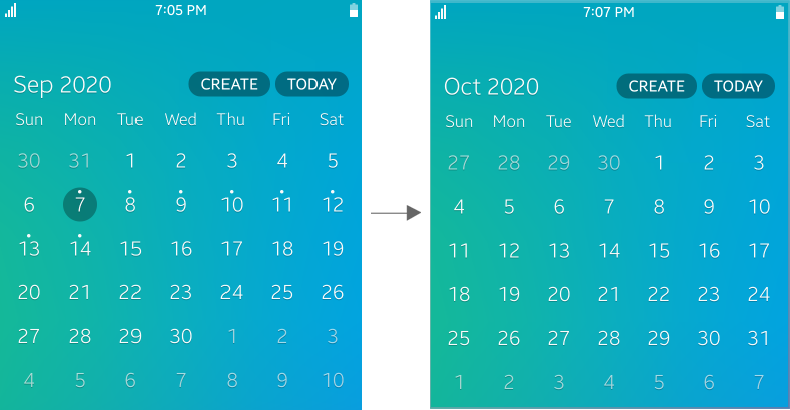 7:05 PM
Sep 2020 CREATE TODAY
Sun Mon Tue Wed Thu Fri Sat
30 31 1 2 3 4 5
6 7 8 9 10 11 12
13 14 15 16 17 18 19
20 21 22 23 24 25 26
27 28 29 30 1 2 3
4 5 6 7 8 9 10
7:07 PM
Oct 2020 CREATE TODAY
Sun Mon Tue Wed Thu Fri Sat
27 28 29 30 1 2 3
4 5 6 7 8 9 10
11 12 13 14 15 16 17
18 19 20 21 22 23 24
25 26 27 28 29 30 31
1 2 3 4 5 6 7